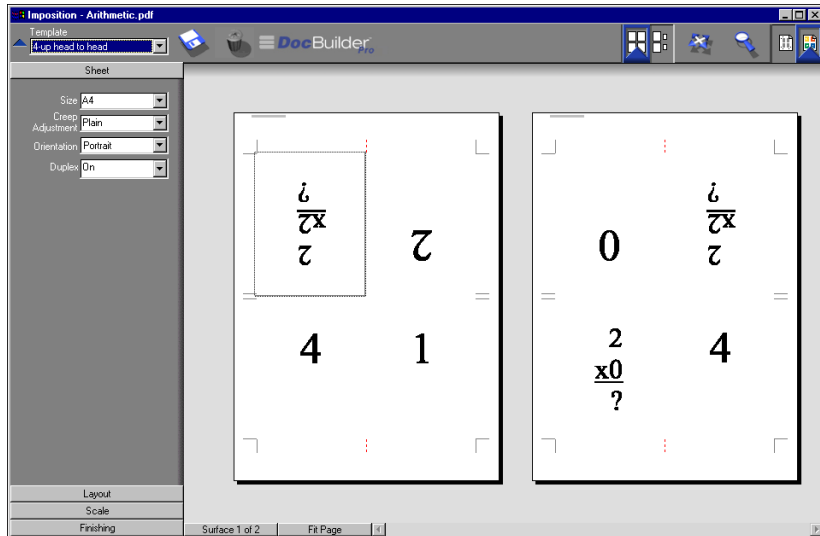 Imposition - Arithmetic.pdf
Template
4-up head to head
DocBuilder Pro
Sheet
Size A4
Creep Adjustment Plain
Orientation Portrait
Duplex On
2
x2
?
2
4
1
0
2
x2
?
2
x0
?
4
Layout
Scale
Finishing
Surface 1 of 2
Fit Page